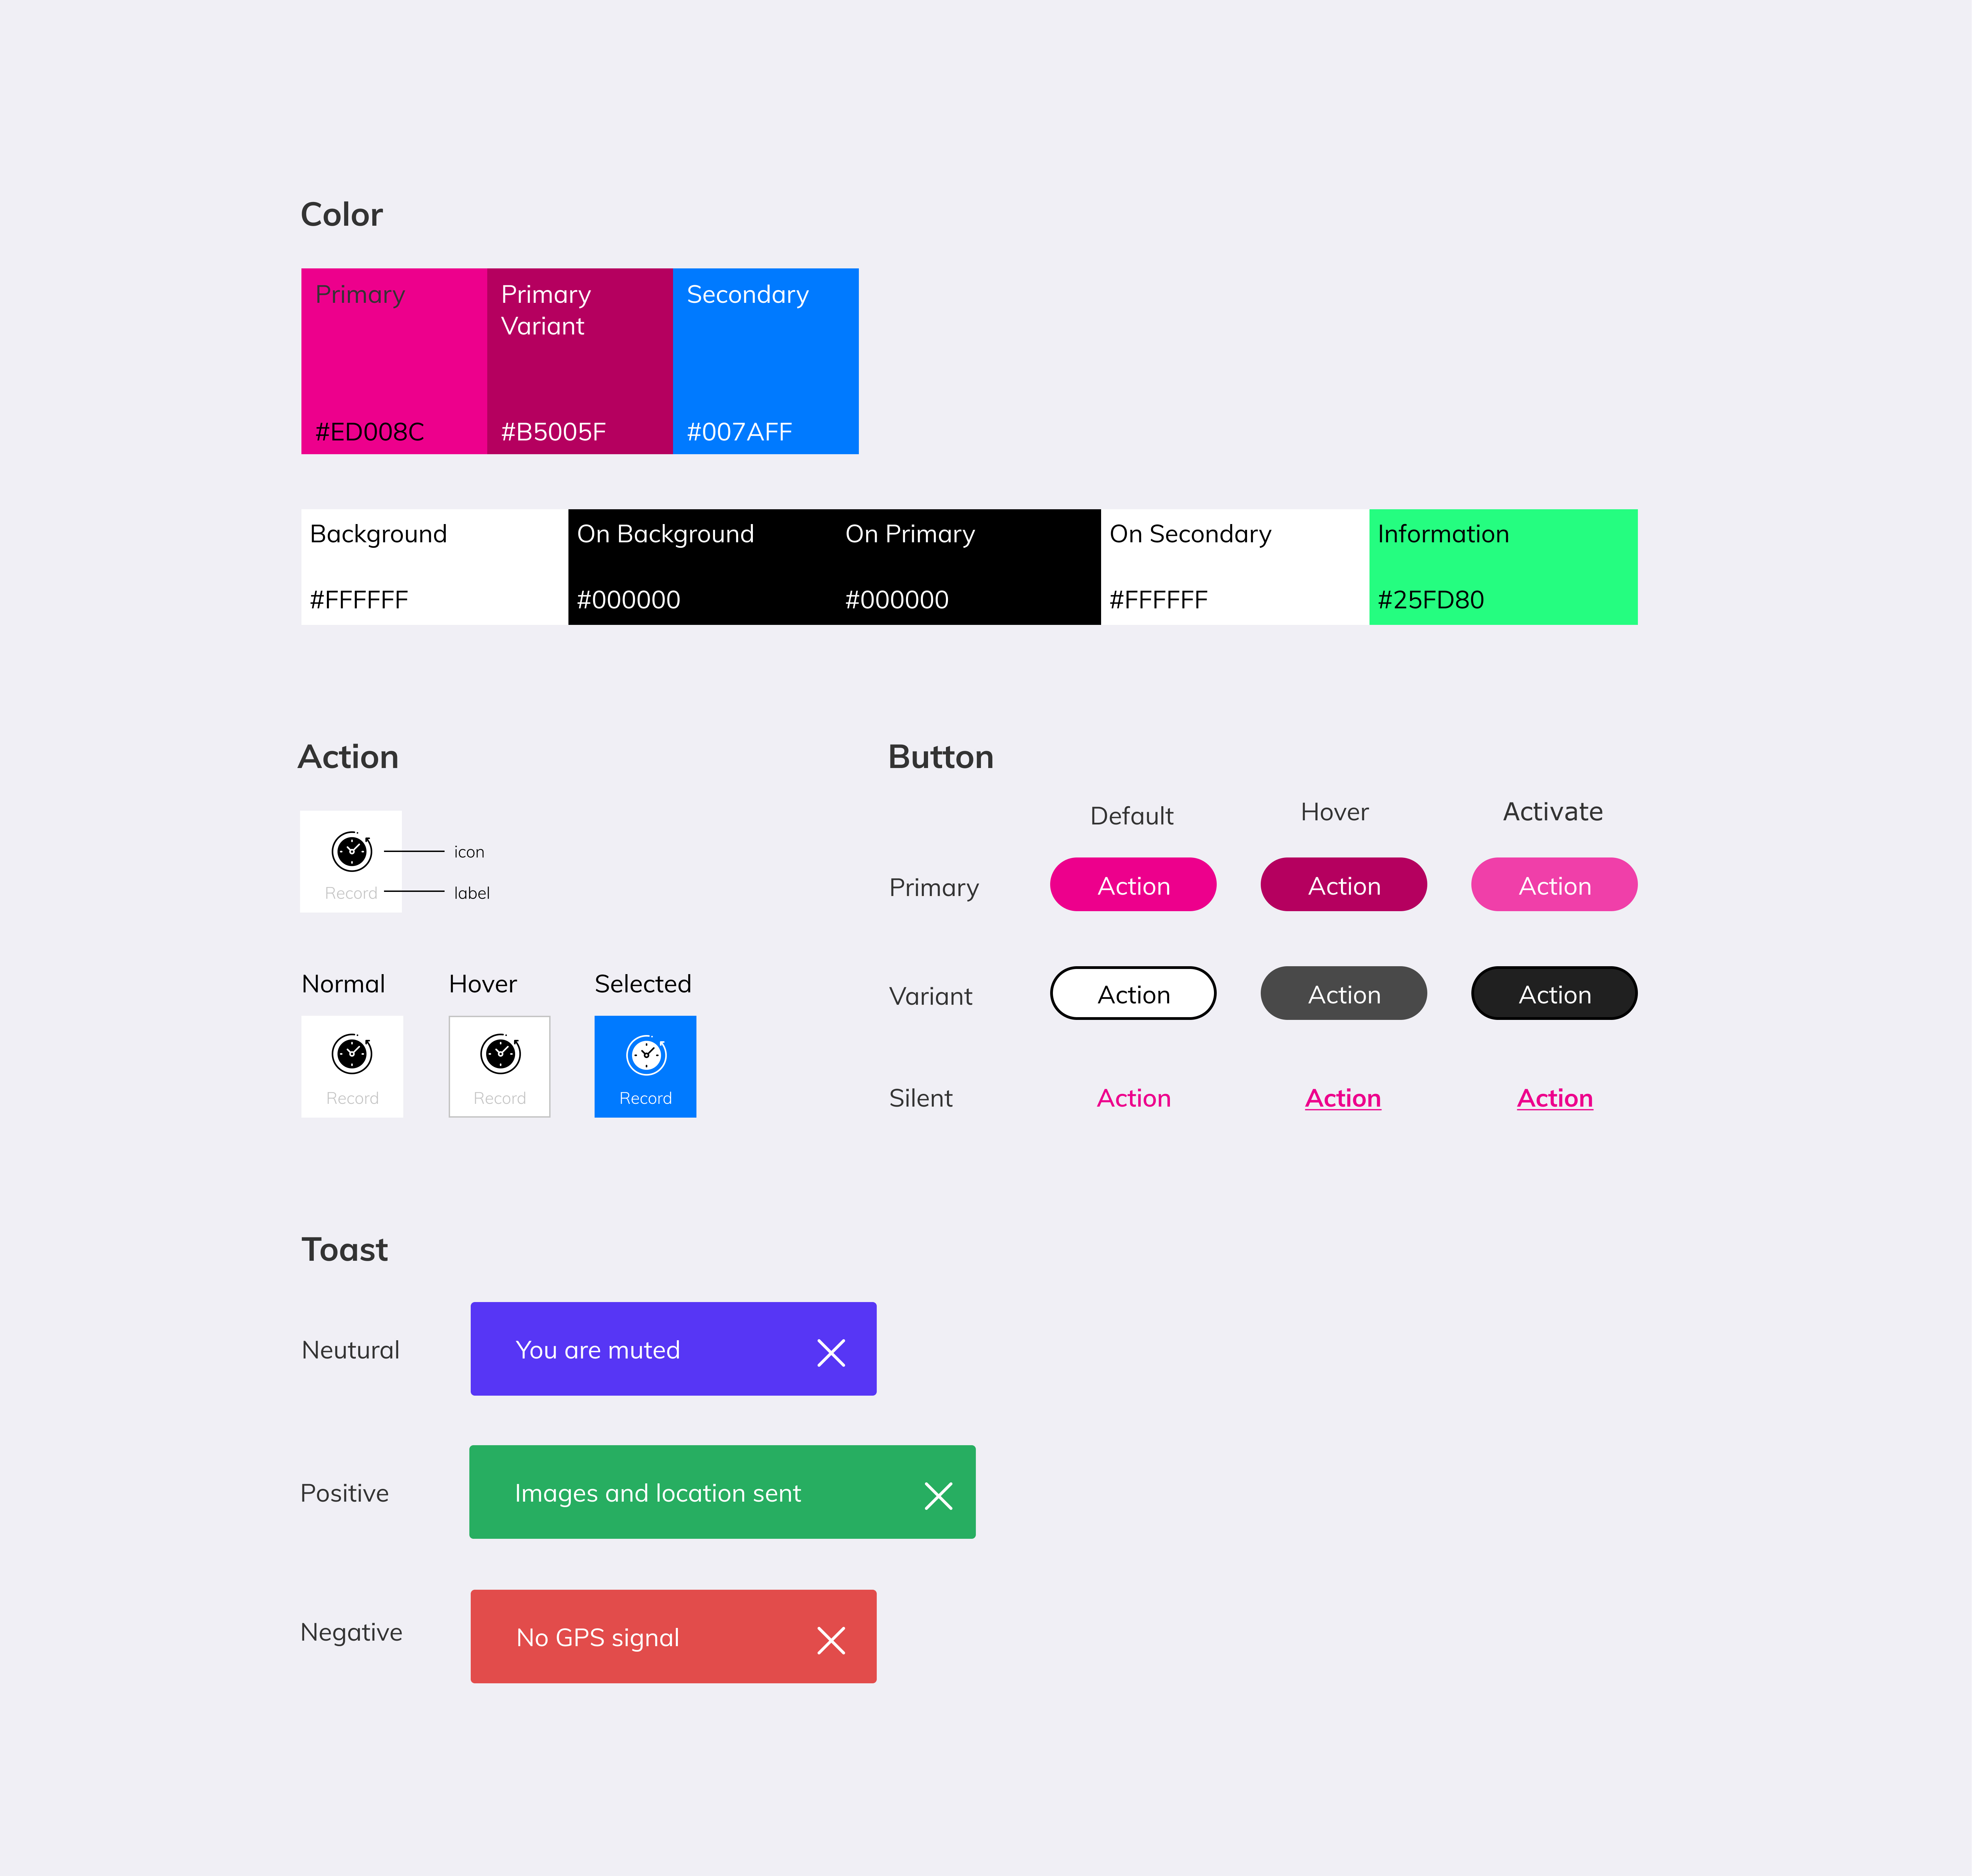 Color
Primary
#ED008C
Primary
Variant
#B5005F
Secondary
#007AFF
Background
#FFFFFF
On Background
#000000
On Primary
#000000
On Secondary
#FFFFFF
Information
#25FD80
Action
Record
icon
label
Normal
Hover
Selected
Record
Record
Record
Button
Default
Hover
Activate
Primary
Action
Action
Action
Variant
Action
Action
Action
Silent
Action
Action
Action
Toast
Neutural
You are muted
Positive
Images and location sent
Negative
No GPS signal